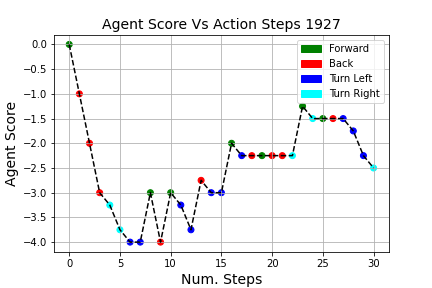 Agent Score Vs Action Steps 1927
Forward
Back
Turn Left
Turn Right
0.0
−0.5
−1.0
−1.5
−2.0
−2.5
−3.0
−3.5
−4.0
Agent Score
0 5 10 15 20 25 30
Num. Steps